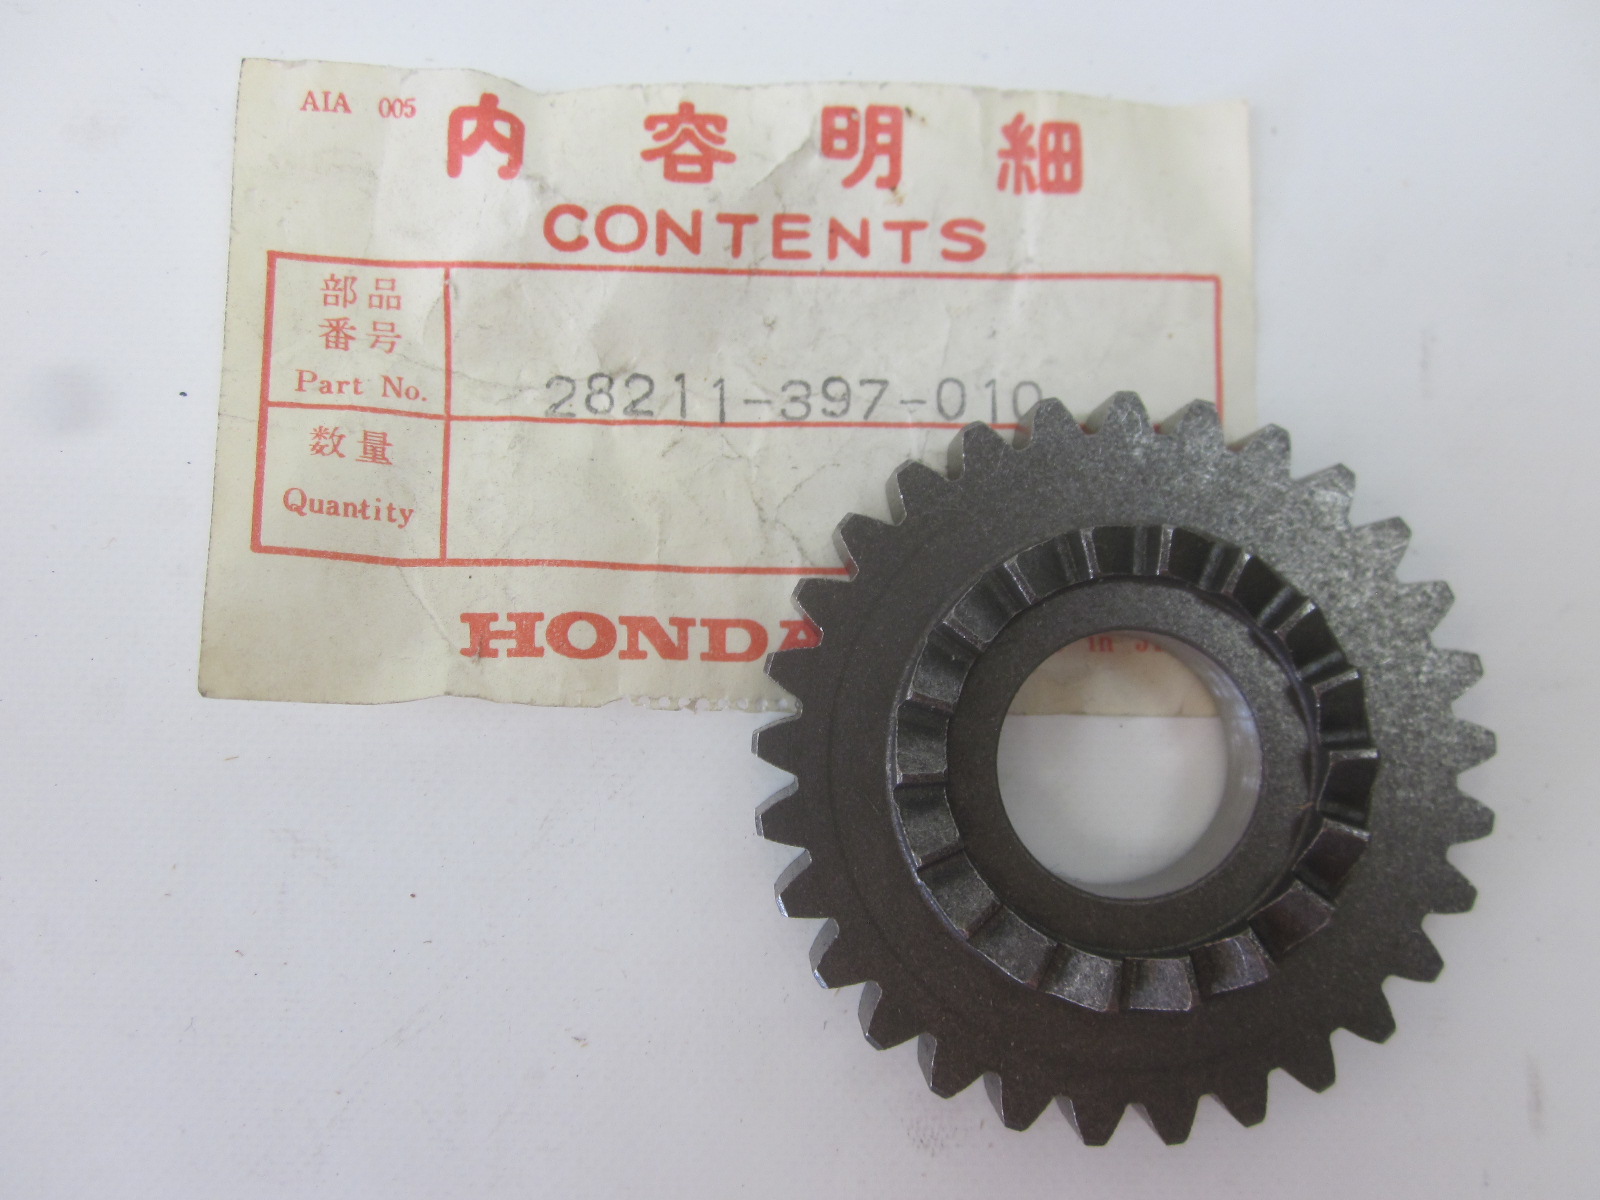 AIA 005
内容明細
CONTENTS
部品
番号
Part No.
28211-397-010
数量
Quantity
HONDA
in